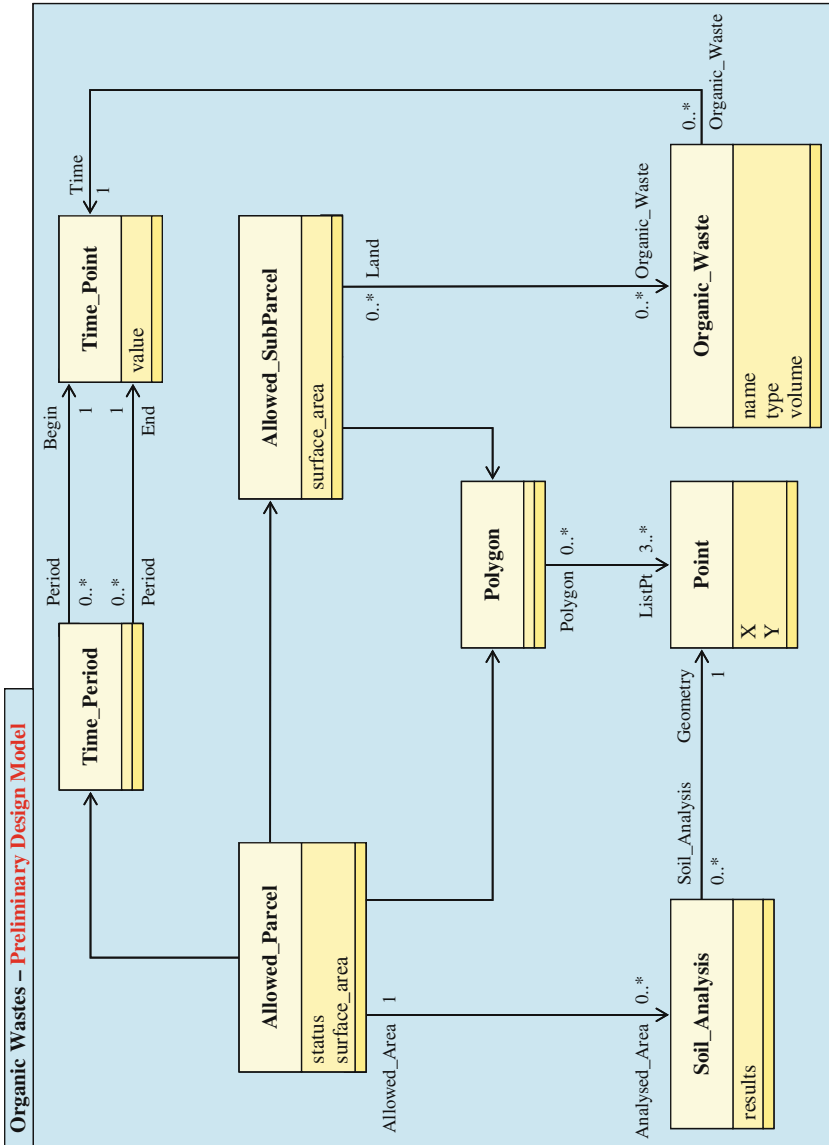 Organic Wastes – Preliminary Design Model
Time_Period
Period
0..*
0..*
Period
Begin
1
1
End
Time_Point
value
Time
1
Allowed_Parcel
status
surface_area
Allowed_SubParcel
surface_area
Allowed_Area
1
0..*
Land
Polygon
Polygon
0..*
ListPt
3..*
Analysed_Area
0..*
Soil_Analysis
results
Soil_Analysis
0..*
Geometry
1
Point
X
Y
0..*
Organic_Waste
Organic_Waste
name
type
volume
0..*
Organic_Waste